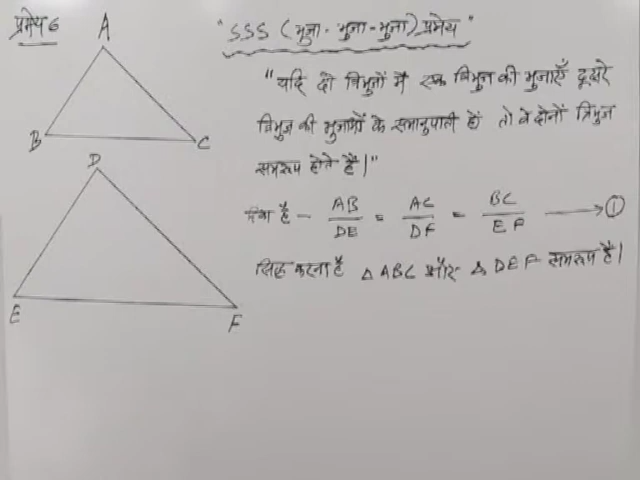 प्रमेय 6
A
B
C
D
E
F
"SSS (भुजा - भुजा - भुजा) प्रमेय"
"यदि दो त्रिभुजों में एक त्रिभुज की भुजाएँ दूसरे
त्रिभुज की भुजाओं के समानुपाती हों तो वे दोनों त्रिभुज
समरूप होते है।"
दिया है - AB/DE = AC/DF = BC/EF → ①
सिद्ध करना है △ ABC और △ DEF समरूप है।